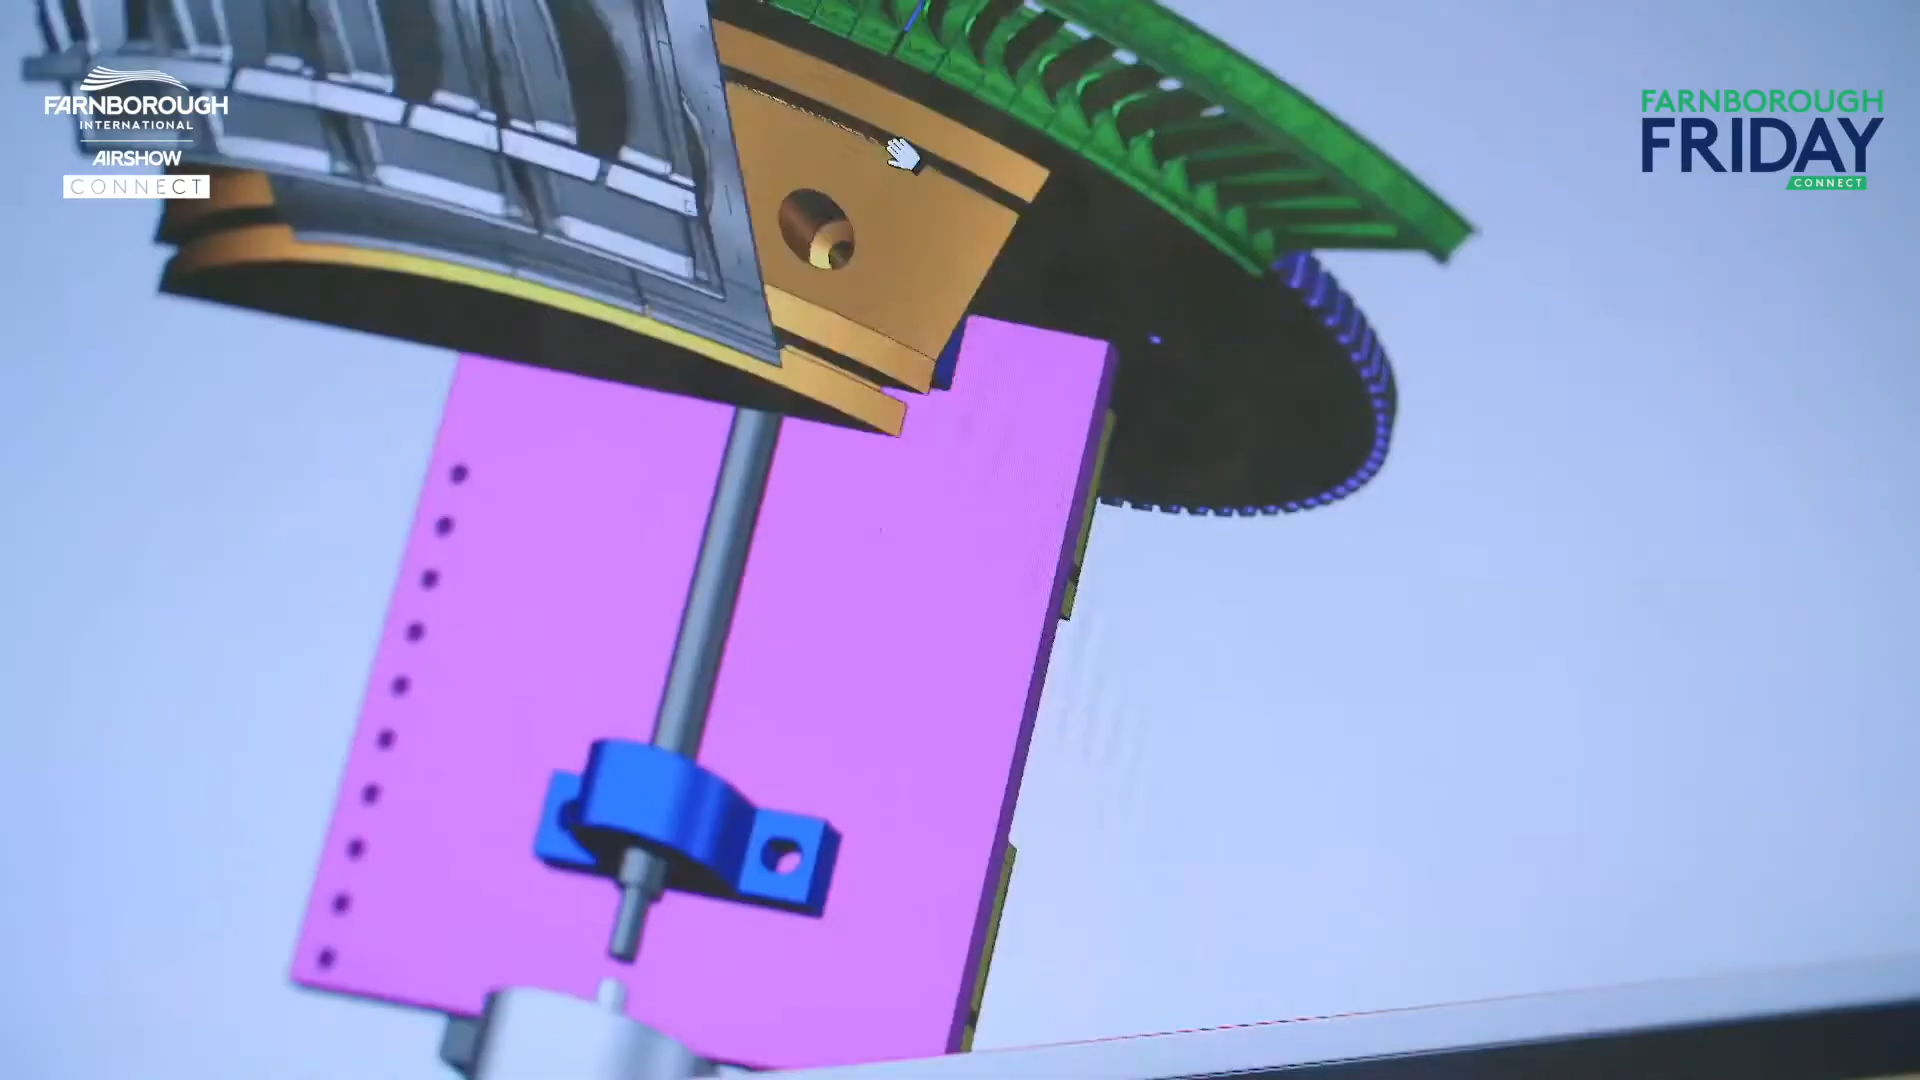 FARNBOROUGH
INTERNATIONAL
AIRSHOW
CONNECT
FARNBOROUGH
FRIDAY
CONNECT